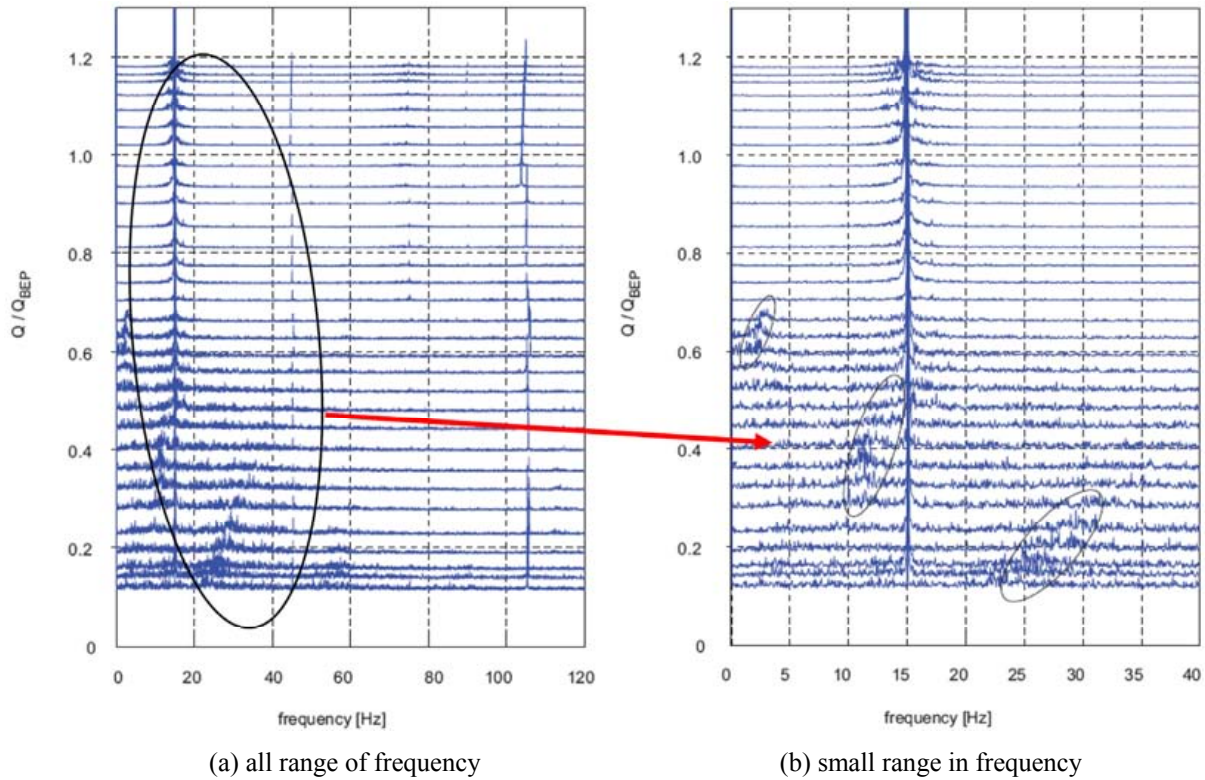 1.2
1.0
0.8
0.6
0.4
0.2
0
Q / Q_BEP
0 20 40 60 80 100 120
frequency [Hz]
(a) all range of frequency
1.2
1.0
0.8
0.6
0.4
0.2
0
Q / Q_BEP
0 5 10 15 20 25 30 35 40
frequency [Hz]
(b) small range in frequency